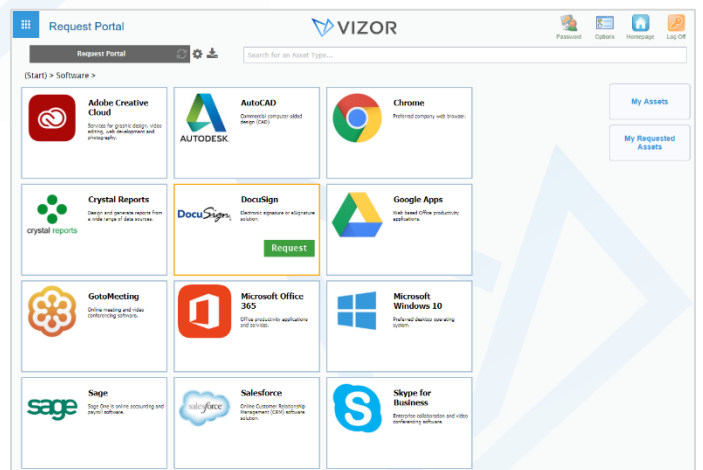 Request Portal
VIZOR
Password
Options
Homepage
Log Off
Request Portal
Search for an Asset Type...
(Start) > Software >
My Assets
My Requested
Assets
Adobe Creative
Cloud
Services for graphic design, video
editing, web development and
photography.
AUTODESK
AutoCAD
Commercial computer-aided
design (CAD)
Chrome
Preferred company web browser.
crystal reports
Crystal Reports
Design and generate reports from
a wide range of data sources.
DocuSign
DocuSign
Electronic signature or eSignature
solution.
Request
Google Apps
Web based Office productivity
applications.
GotoMeeting
Online meeting and video
conferencing software.
Microsoft Office
365
Office productivity applications
and services.
Microsoft
Windows 10
Preferred desktop operating
system.
sage
Sage
Sage One is online accounting and
payroll software.
salesforce
Salesforce
Online Customer Relationship
Management (CRM) software
solution.
Skype for
Business
Enterprise collaboration and video
conferencing software.